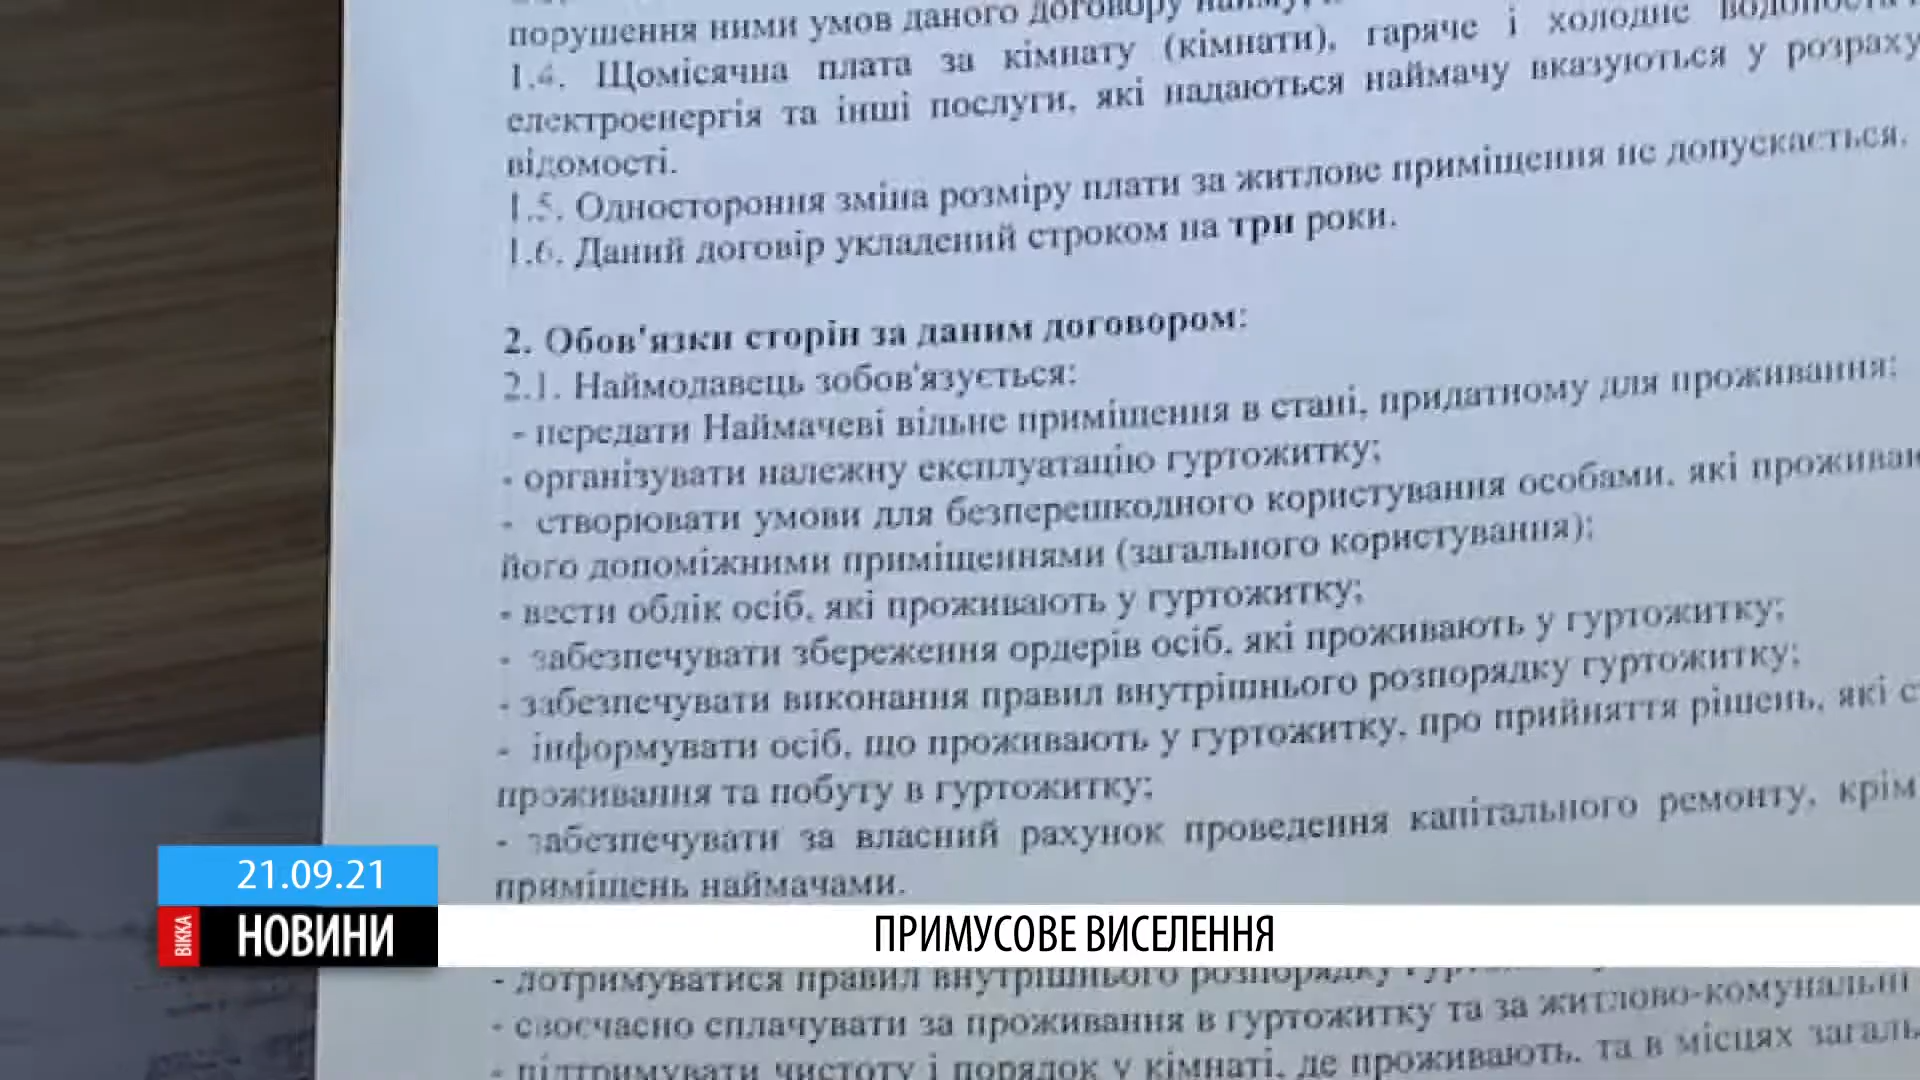 порушення ними умов даного договору найму,
1.4. Щомісячна плата за кімнату (кімнати), гаряче і холодне
електроенергія та інші послуги, які надаються наймачу вказуються у розраху
відомості.
1.5. Одностороння зміна розміру плати за житлове приміщення не допускається.
1.6. Даний договір укладений строком на три роки.
2. Обов'язки сторін за даним договором:
2.1. Наймодавець зобов'язується:
- передати Наймачеві вільне приміщення в стані, придатному для проживання;
- організувати належну експлуатацію гуртожитку;
- створювати умови для безперешкодного користування особами, які проживаю
його допоміжними приміщеннями (загального користування);
- вести облік осіб, які проживають у гуртожитку;
- забезпечувати збереження ордерів осіб, які проживають у гуртожитку;
- забезпечувати виконання правил внутрішнього розпорядку гуртожитку;
- інформувати осіб, що проживають у гуртожитку, про прийняття рішень, які с
проживання та побуту в гуртожитку;
- забезпечувати за власний рахунок проведення капітального ремонту, крім
приміщень наймачами.
21.09.21
ВІККА НОВИНИ
ПРИМУСОВЕ ВИСЕЛЕННЯ
- дотримуватися правил внутрішнього розпорядку
- своєчасно сплачувати за проживання в гуртожитку та за житлово-комунальні
- підтримувати чистоту і порядок у кімнаті, де проживають, та в місцях загаль